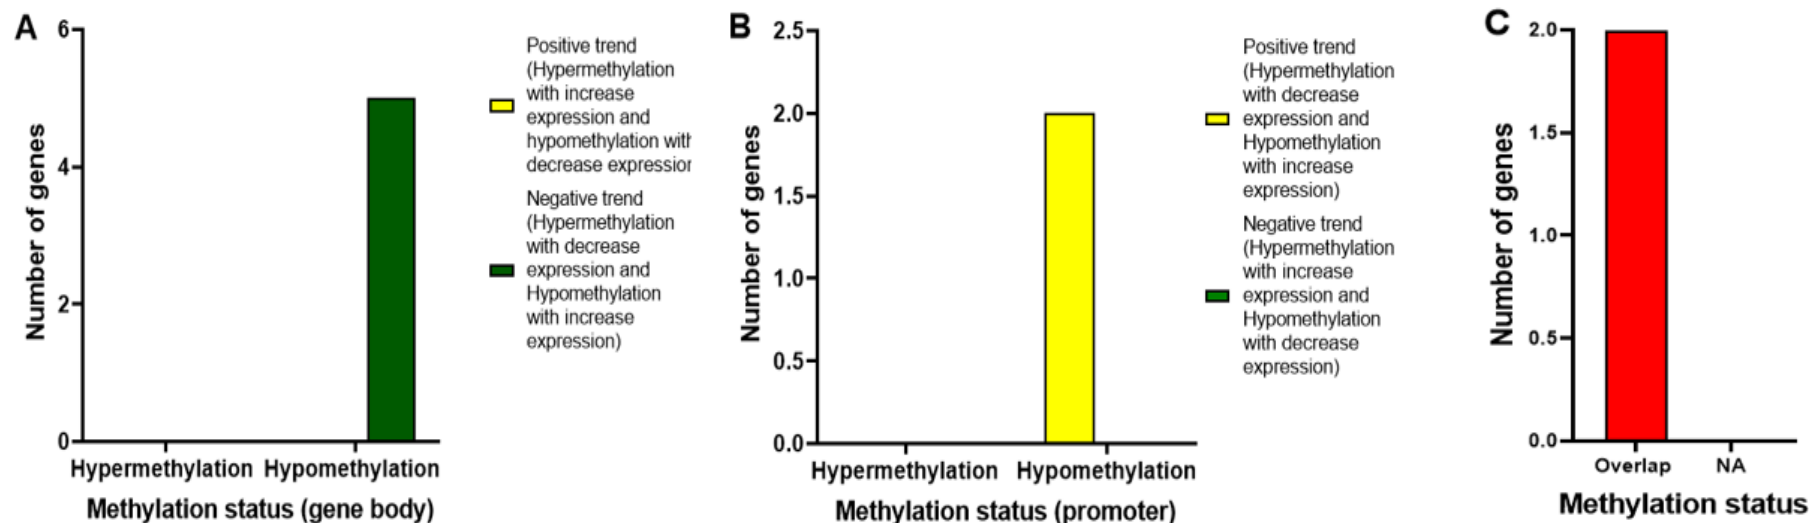 A
6
4
2
0
Number of genes
Hypermethylation Hypomethylation
Methylation status (gene body)
Positive trend
(Hypermethylation
with increase
expression and
hypomethylation with
decrease expression
Negative trend
(Hypermethylation
with decrease
expression and
Hypomethylation
with increase
expression)
B
2.5
2.0
1.5
1.0
0.5
0.0
Number of genes
Hypermethylation Hypomethylation
Methylation status (promoter)
Positive trend
(Hypermethylation
with decrease
expression and
Hypomethylation
with increase
expression)
Negative trend
(Hypermethylation
with increase
expression and
Hypomethylation
with decrease
expression)
C
2.0
1.5
1.0
0.5
0.0
Number of genes
Overlap NA
Methylation status